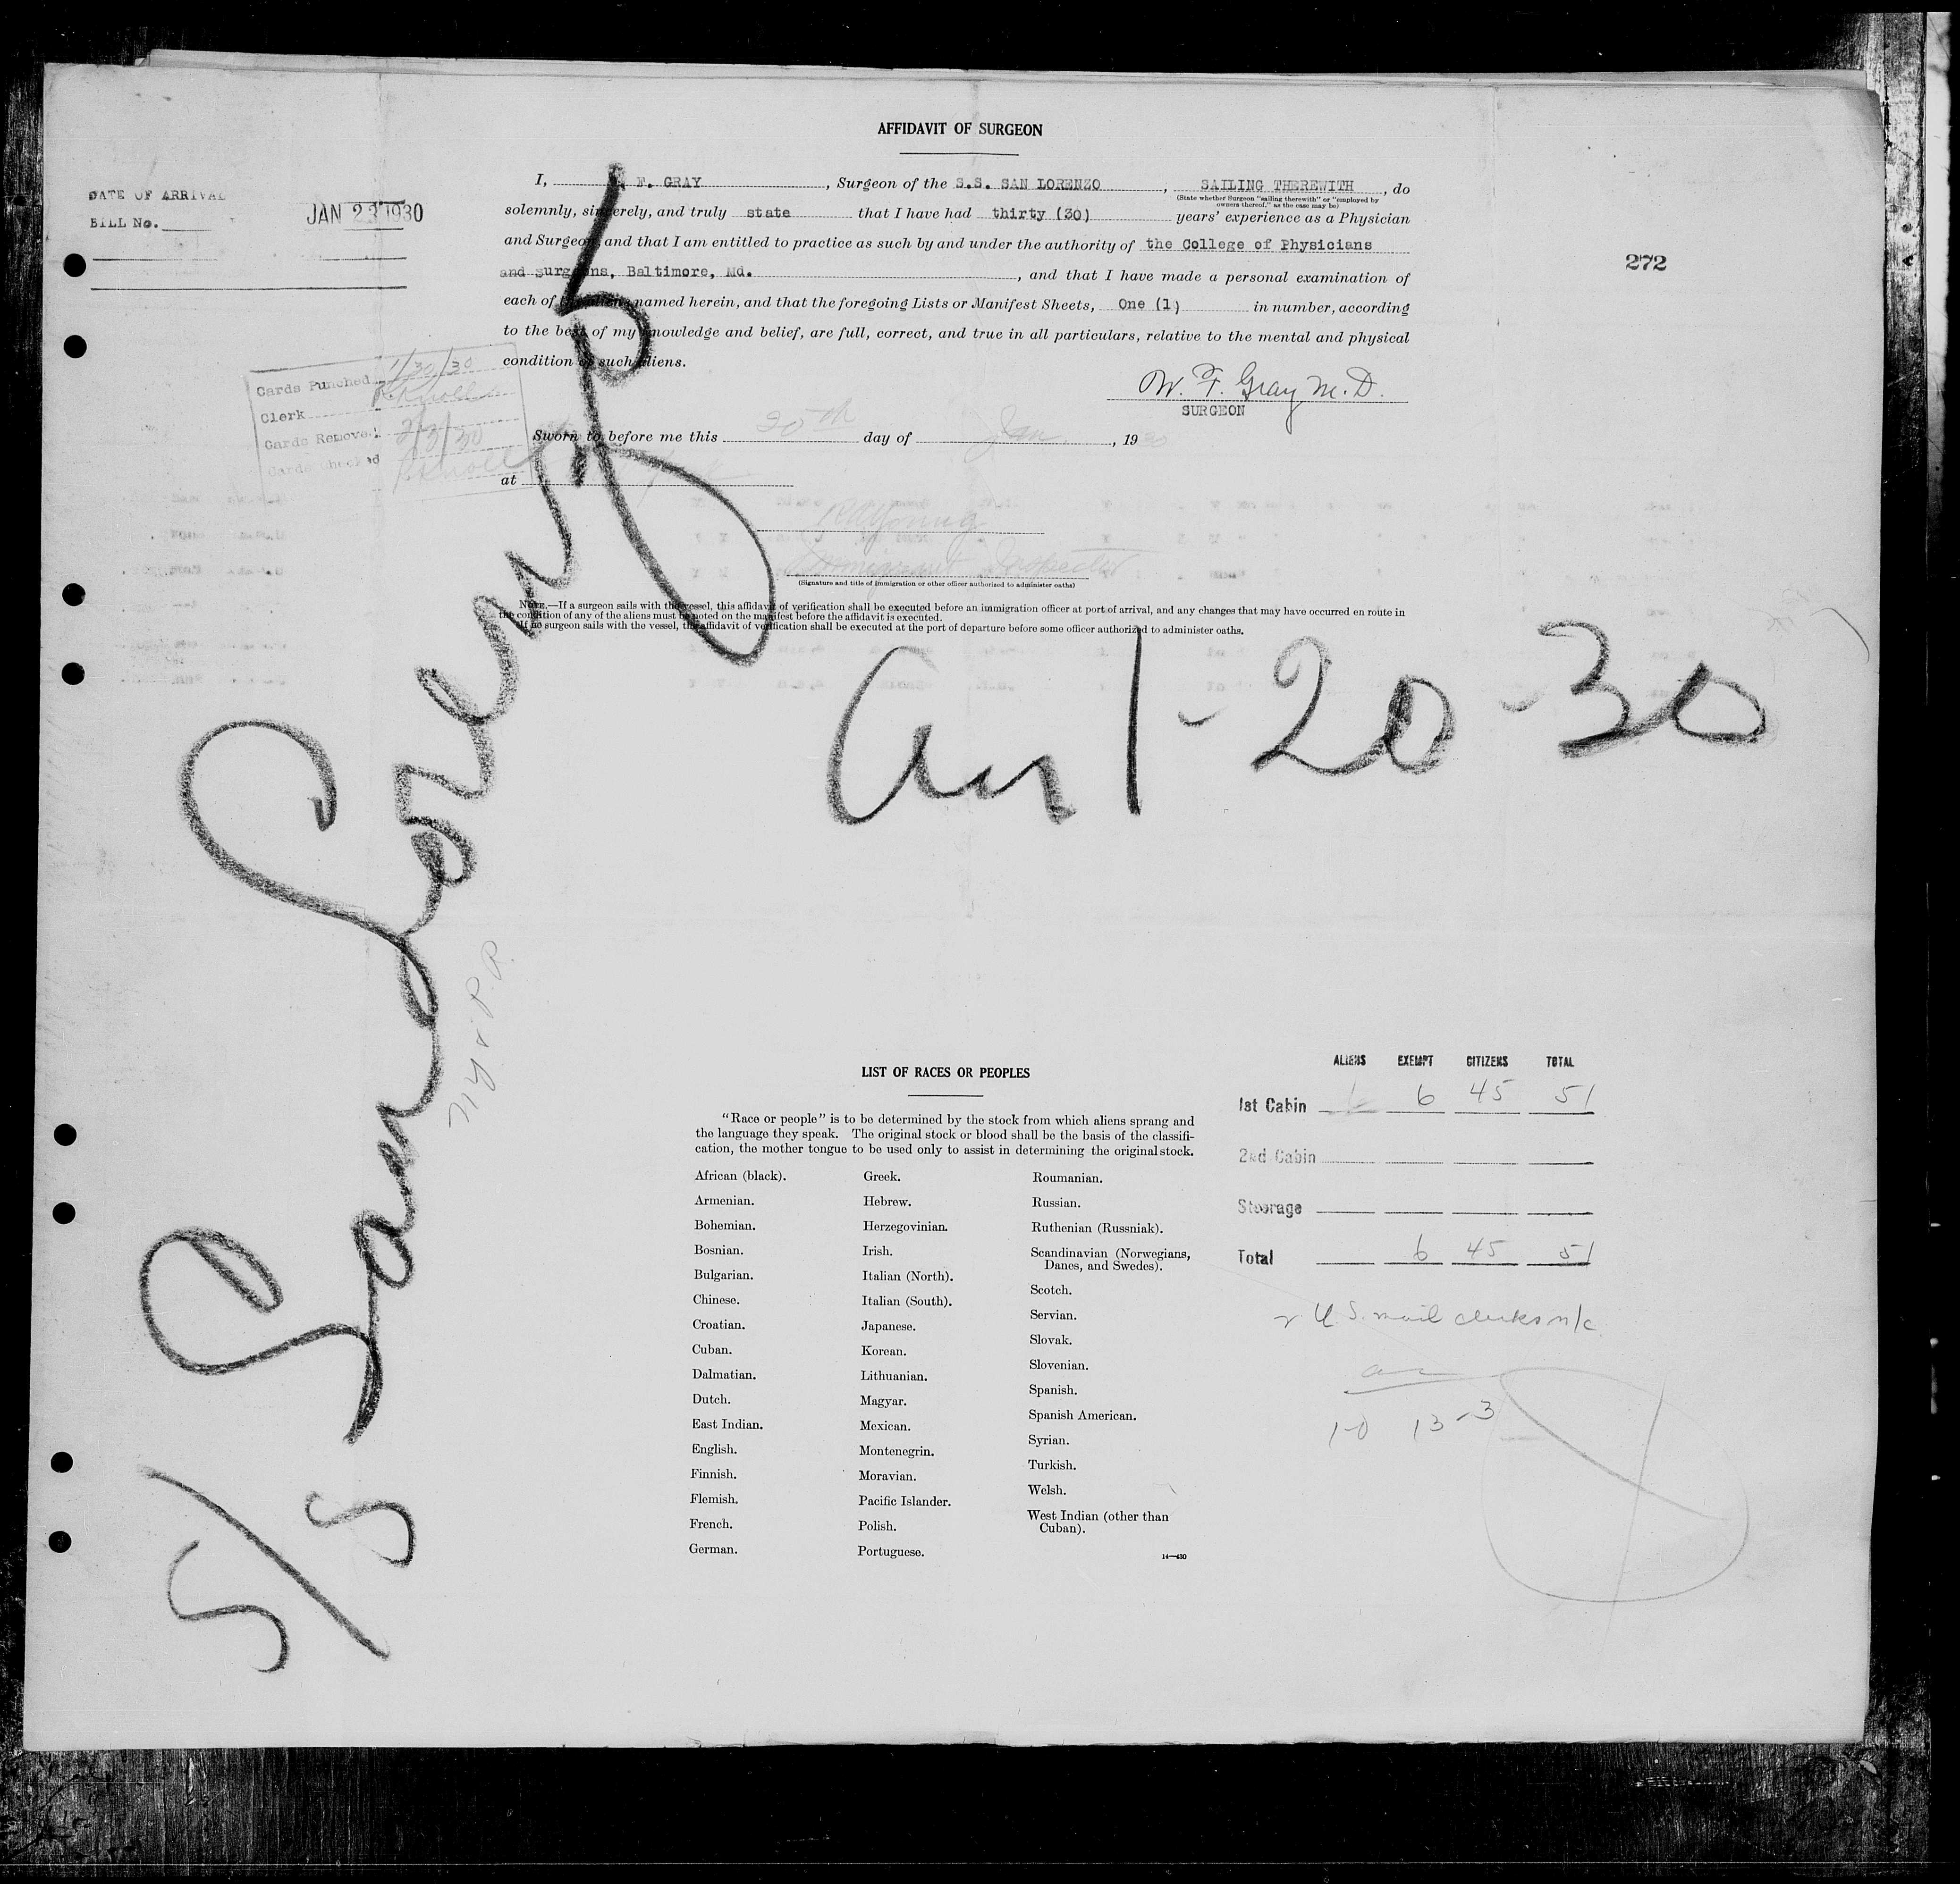 AFFIDAVIT OF SURGEON
DATE OF ARRIVAL
BILL No.
JAN 23 1930
I, F. GRAY, Surgeon of the S.S. SAN LORENZO, SAILING THEREWITH, do
(State whether Surgeon "sailing therewith" or "employed by
owners thereof," as the case may be)
solemnly, sincerely, and truly state that I have had thirty (30) years' experience as a Physician
and Surgeon and that I am entitled to practice as such by and under the authority of the College of Physicians
and Surgeons, Baltimore, Md., and that I have made a personal examination of
each of the aliens named herein, and that the foregoing Lists or Manifest Sheets, One (1) in number, according
to the best of my knowledge and belief, are full, correct, and true in all particulars, relative to the mental and physical
condition of such aliens.
W. F. Gray M.D.
SURGEON
272
Cards Punched 1/30/30
Clerk
Cards Removed 2/3/30
Cards Checked
Sworn to before me this 20th day of Jan, 1930
at
Immigrant Inspector
(Signature and title of immigration or other officer authorized to administer oaths)
NOTE.—If a surgeon sails with the vessel, this affidavit of verification shall be executed before an immigration officer at port of arrival, and any changes that may have occurred en route in
the condition of any of the aliens must be noted on the manifest before the affidavit is executed.
If no surgeon sails with the vessel, the affidavit of verification shall be executed at the port of departure before some officer authorized to administer oaths.
S/S San Lorenzo
Arr 1-20-30
LIST OF RACES OR PEOPLES
"Race or people" is to be determined by the stock from which aliens sprang and
the language they speak. The original stock or blood shall be the basis of the classifi-
cation, the mother tongue to be used only to assist in determining the original stock.
African (black).
Armenian.
Bohemian.
Bosnian.
Bulgarian.
Chinese.
Croatian.
Cuban.
Dalmatian.
Dutch.
East Indian.
English.
Finnish.
Flemish.
French.
German.
Greek.
Hebrew.
Herzegovinian.
Irish.
Italian (North).
Italian (South).
Japanese.
Korean.
Lithuanian.
Magyar.
Mexican.
Montenegrin.
Moravian.
Pacific Islander.
Polish.
Portuguese.
Roumanian.
Russian.
Ruthenian (Russniak).
Scandinavian (Norwegians,
Danes, and Swedes).
Scotch.
Servian.
Slovak.
Slovenian.
Spanish.
Spanish American.
Syrian.
Turkish.
Welsh.
West Indian (other than
Cuban).
14—430
ALIENS EXEMPT CITIZENS TOTAL
1st Cabin 6 45 51
2nd Cabin
Steerage
Total 6 45 51
U.S. mail clerks n/c
1-0 13-3